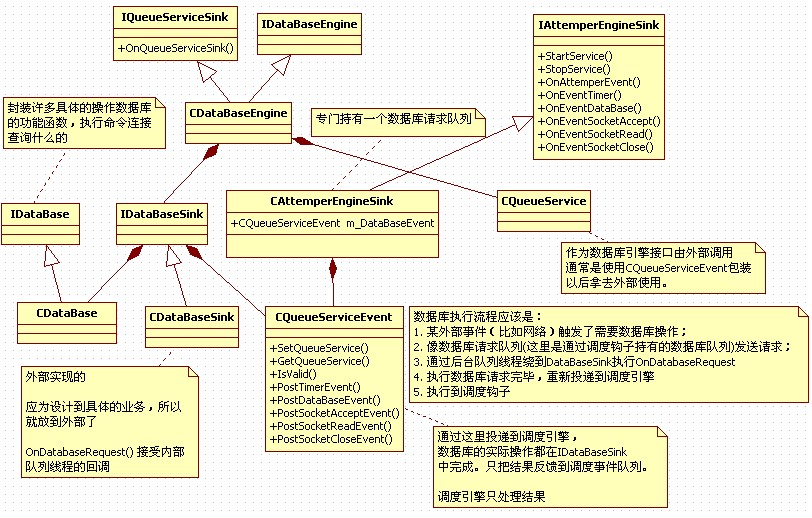 IQueueServiceSink
+OnQueueServiceSink()
IDataBaseEngine
IAttemperEngineSink
+StartService()
+StopService()
+OnAttemperEvent()
+OnEventTimer()
+OnEventDataBase()
+OnEventSocketAccept()
+OnEventSocketRead()
+OnEventSocketClose()
封装许多具体的操作数据库
的功能函数，执行命令连接
查询什么的
CDataBaseEngine
专门持有一个数据库请求队列
IDataBase
IDataBaseSink
CAttemperEngineSink
+CQueueServiceEvent m_DataBaseEvent
CQueueService
作为数据库引擎接口由外部调用
通常是使用CQueueServiceEvent包装
以后拿去外部使用。
CDataBase
CDataBaseSink
CQueueServiceEvent
+SetQueueService()
+GetQueueService()
+IsValid()
+PostTimerEvent()
+PostDataBaseEvent()
+PostSocketAcceptEvent()
+PostSocketReadEvent()
+PostSocketCloseEvent()
数据库执行流程应该是：
1. 某外部事件（比如网络）触发了需要数据库操作；
2. 像数据库请求队列(这里是通过调度钩子持有的数据库队列)发送请求；
3. 通过后台队列线程绕到DataBaseSink执行OnDatabaseRequest
4. 执行数据库请求完毕，重新投递到调度引擎
5. 执行到调度钩子
外部实现的
应为设计到具体的业务，所以
就放到外部了
OnDatabaseRequest() 接受内部
队列线程的回调
通过这里投递到调度引擎，
数据库的实际操作都在IDataBaseSink
中完成。只把结果反馈到调度事件队列。
调度引擎只处理结果